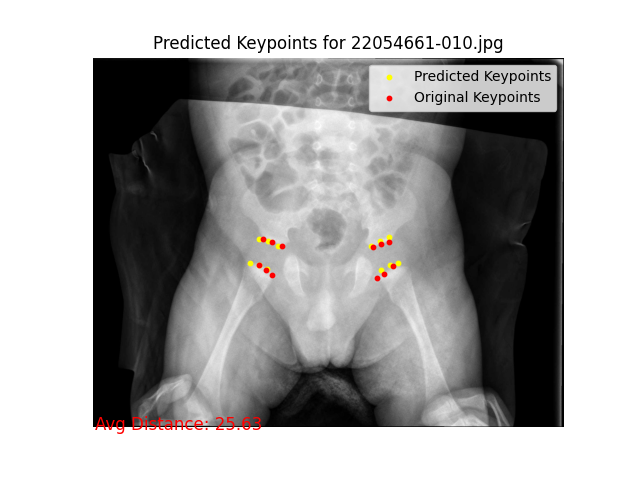 Predicted Keypoints for 22054661-010.jpg
Predicted Keypoints
Original Keypoints
Avg Distance: 25.63